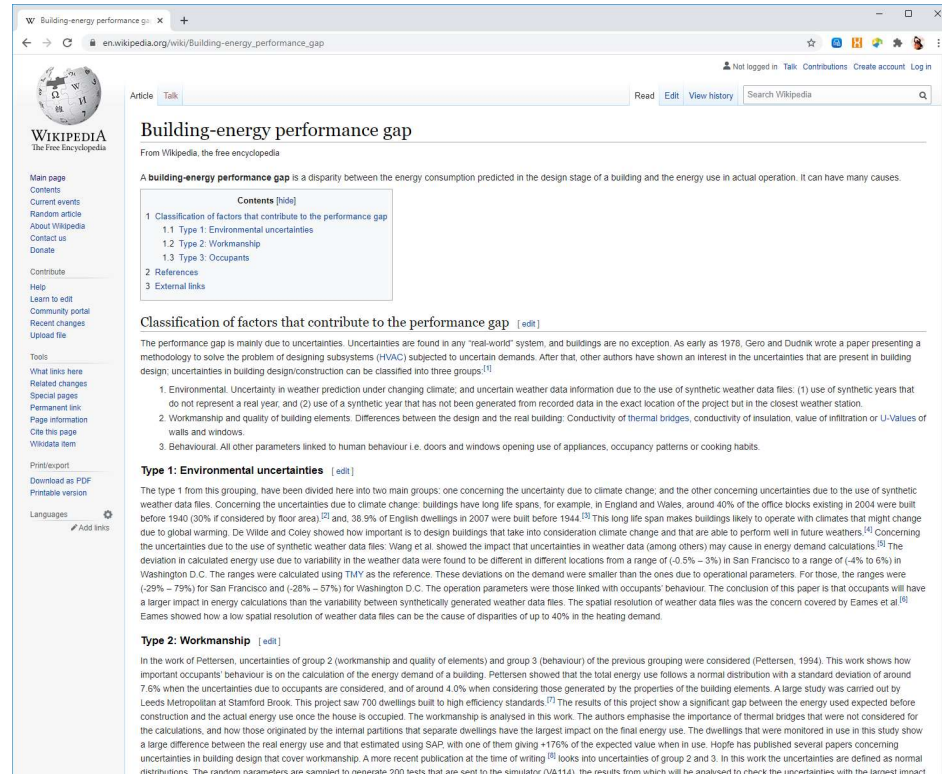 Building-energy performance ga
en.wikipedia.org/wiki/Building-energy_performance_gap
Not logged in Talk Contributions Create account Log in
Article Talk
Read Edit View history Search Wikipedia
WIKIPEDIA
The Free Encyclopedia
Main page
Contents
Current events
Random article
About Wikipedia
Contact us
Donate
Contribute
Help
Learn to edit
Community portal
Recent changes
Upload file
Tools
What links here
Related changes
Special pages
Permanent link
Page information
Cite this page
Wikidata item
Print/export
Download as PDF
Printable version
Languages
Add links
Building-energy performance gap
From Wikipedia, the free encyclopedia
A building-energy performance gap is a disparity between the energy consumption predicted in the design stage of a building and the energy use in actual operation. It can have many causes.
Contents [hide]
1 Classification of factors that contribute to the performance gap
1.1 Type 1: Environmental uncertainties
1.2 Type 2: Workmanship
1.3 Type 3: Occupants
2 References
3 External links
Classification of factors that contribute to the performance gap [edit]
The performance gap is mainly due to uncertainties. Uncertainties are found in any "real-world" system, and buildings are no exception. As early as 1978, Gero and Dudnik wrote a paper presenting a
methodology to solve the problem of designing subsystems (HVAC) subjected to uncertain demands. After that, other authors have shown an interest in the uncertainties that are present in building
design; uncertainties in building design/construction can be classified into three groups:[1]
1. Environmental. Uncertainty in weather prediction under changing climate; and uncertain weather data information due to the use of synthetic weather data files: (1) use of synthetic years that
do not represent a real year, and (2) use of a synthetic year that has not been generated from recorded data in the exact location of the project but in the closest weather station.
2. Workmanship and quality of building elements. Differences between the design and the real building: Conductivity of thermal bridges, conductivity of insulation, value of infiltration or U-Values of
walls and windows.
3. Behavioural. All other parameters linked to human behaviour i.e. doors and windows opening use of appliances, occupancy patterns or cooking habits.
Type 1: Environmental uncertainties [edit]
The type 1 from this grouping, have been divided here into two main groups; one concerning the uncertainty due to climate change; and the other concerning uncertainties due to the use of synthetic
weather data files. Concerning the uncertainties due to climate change: buildings have long life spans, for example, in England and Wales, around 40% of the office blocks existing in 2004 were built
before 1940 (30% if considered by floor area).[2] and, 38.9% of English dwellings in 2007 were built before 1944.[3] This long life span makes buildings likely to operate with climates that might change
due to global warming. De Wilde and Coley showed how important is to design buildings that take into consideration climate change and that are able to perform well in future weathers.[4] Concerning
the uncertainties due to the use of synthetic weather data files: Wang et al. showed the impact that uncertainties in weather data (among others) may cause in energy demand calculations.[5] The
deviation in calculated energy use due to variability in the weather data were found to be different in different locations from a range of (-0.5% – 3%) in San Francisco to a range of (-4% to 6%) in
Washington D.C. The ranges were calculated using TMY as the reference. These deviations on the demand were smaller than the ones due to operational parameters. For those, the ranges were
(-29% – 79%) for San Francisco and (-28% – 57%) for Washington D.C. The operation parameters were those linked with occupants' behaviour. The conclusion of this paper is that occupants will have
a larger impact in energy calculations than the variability between synthetically generated weather data files. The spatial resolution of weather data files was the concern covered by Eames et al.[6]
Eames showed how a low spatial resolution of weather data files can be the cause of disparities of up to 40% in the heating demand.
Type 2: Workmanship [edit]
In the work of Pettersen, uncertainties of group 2 (workmanship and quality of elements) and group 3 (behaviour) of the previous grouping were considered (Pettersen, 1994). This work shows how
important occupants' behaviour is on the calculation of the energy demand of a building. Pettersen showed that the total energy use follows a normal distribution with a standard deviation of around
7.6% when the uncertainties due to occupants are considered, and of around 4.0% when considering those generated by the properties of the building elements. A large study was carried out by
Leeds Metropolitan at Stamford Brook. This project saw 700 dwellings built to high efficiency standards.[7] The results of this project show a significant gap between the energy used expected before
construction and the actual energy use once the house is occupied. The workmanship is analysed in this work. The authors emphasise the importance of thermal bridges that were not considered for
the calculations, and how those originated by the internal partitions that separate dwellings have the largest impact on the final energy use. The dwellings that were monitored in use in this study show
a large difference between the real energy use and that estimated using SAP, with one of them giving +176% of the expected value when in use. Hopfe has published several papers concerning
uncertainties in building design that cover workmanship. A more recent publication at the time of writing [8] looks into uncertainties of group 2 and 3. In this work the uncertainties are defined as normal
distributions. The random parameters are sampled to generate 200 tests that are sent to the simulator (VA114), the results from which will be analysed to check the uncertainties with the largest impact